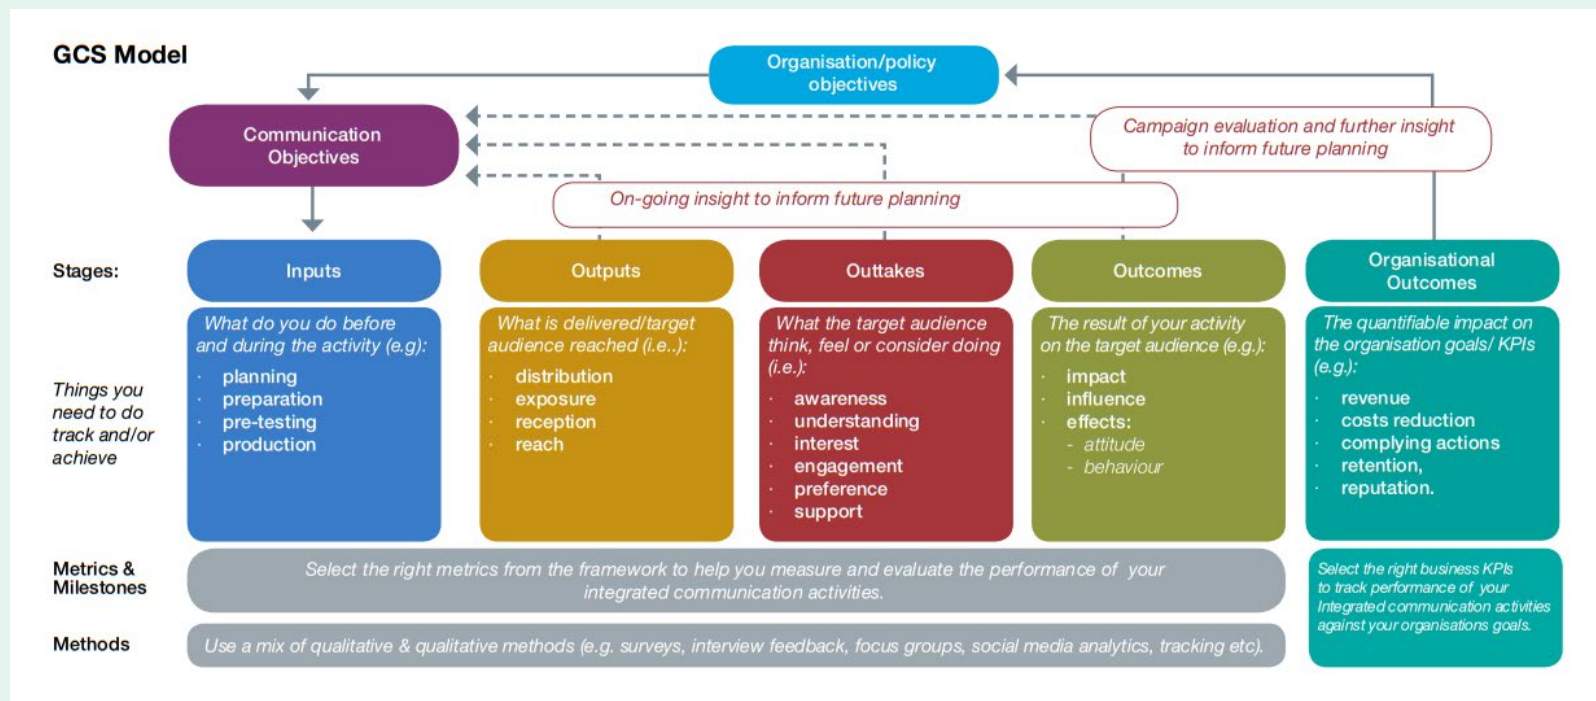 GCS Model
Organisation/policy
objectives
Communication
Objectives
Campaign evaluation and further insight
to inform future planning
On-going insight to inform future planning
Stages:
Inputs
Outputs
Outtakes
Outcomes
Organisational
Outcomes
Things you
need to do
track and/or
achieve
What do you do before
and during the activity (e.g):
· planning
· preparation
· pre-testing
· production
What is delivered/target
audience reached (i.e..):
· distribution
· exposure
· reception
· reach
What the target audience
think, feel or consider doing
(i.e.):
· awareness
· understanding
· interest
· engagement
· preference
· support
The result of your activity
on the target audience (e.g.):
· impact
· influence
· effects:
- attitude
- behaviour
The quantifiable impact on
the organisation goals/ KPIs
(e.g.):
· revenue
· costs reduction
· complying actions
· retention,
· reputation.
Metrics &
Milestones
Select the right metrics from the framework to help you measure and evaluate the performance of your
integrated communication activities.
Select the right business KPIs
to track performance of your
Integrated communication activities
against your organisations goals.
Methods
Use a mix of qualitative & qualitative methods (e.g. surveys, interview feedback, focus groups, social media analytics, tracking etc).